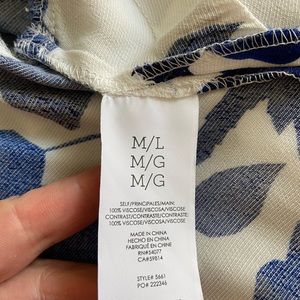 M/L
M/G
M/G
SELF/PRINCIPALES/MAIN:
100% VISCOSE/VISCOSA/VISCOSE
CONTRAST/CONTRASTE/CONTRASTE:
100% VISCOSE/VISCOSA/VISCOSE
MADE IN CHINA
HECHO EN CHINA
FABRIQUÉ EN CHINE
RN#54077
CA#59814
STYLE# 5661
PO# 222346